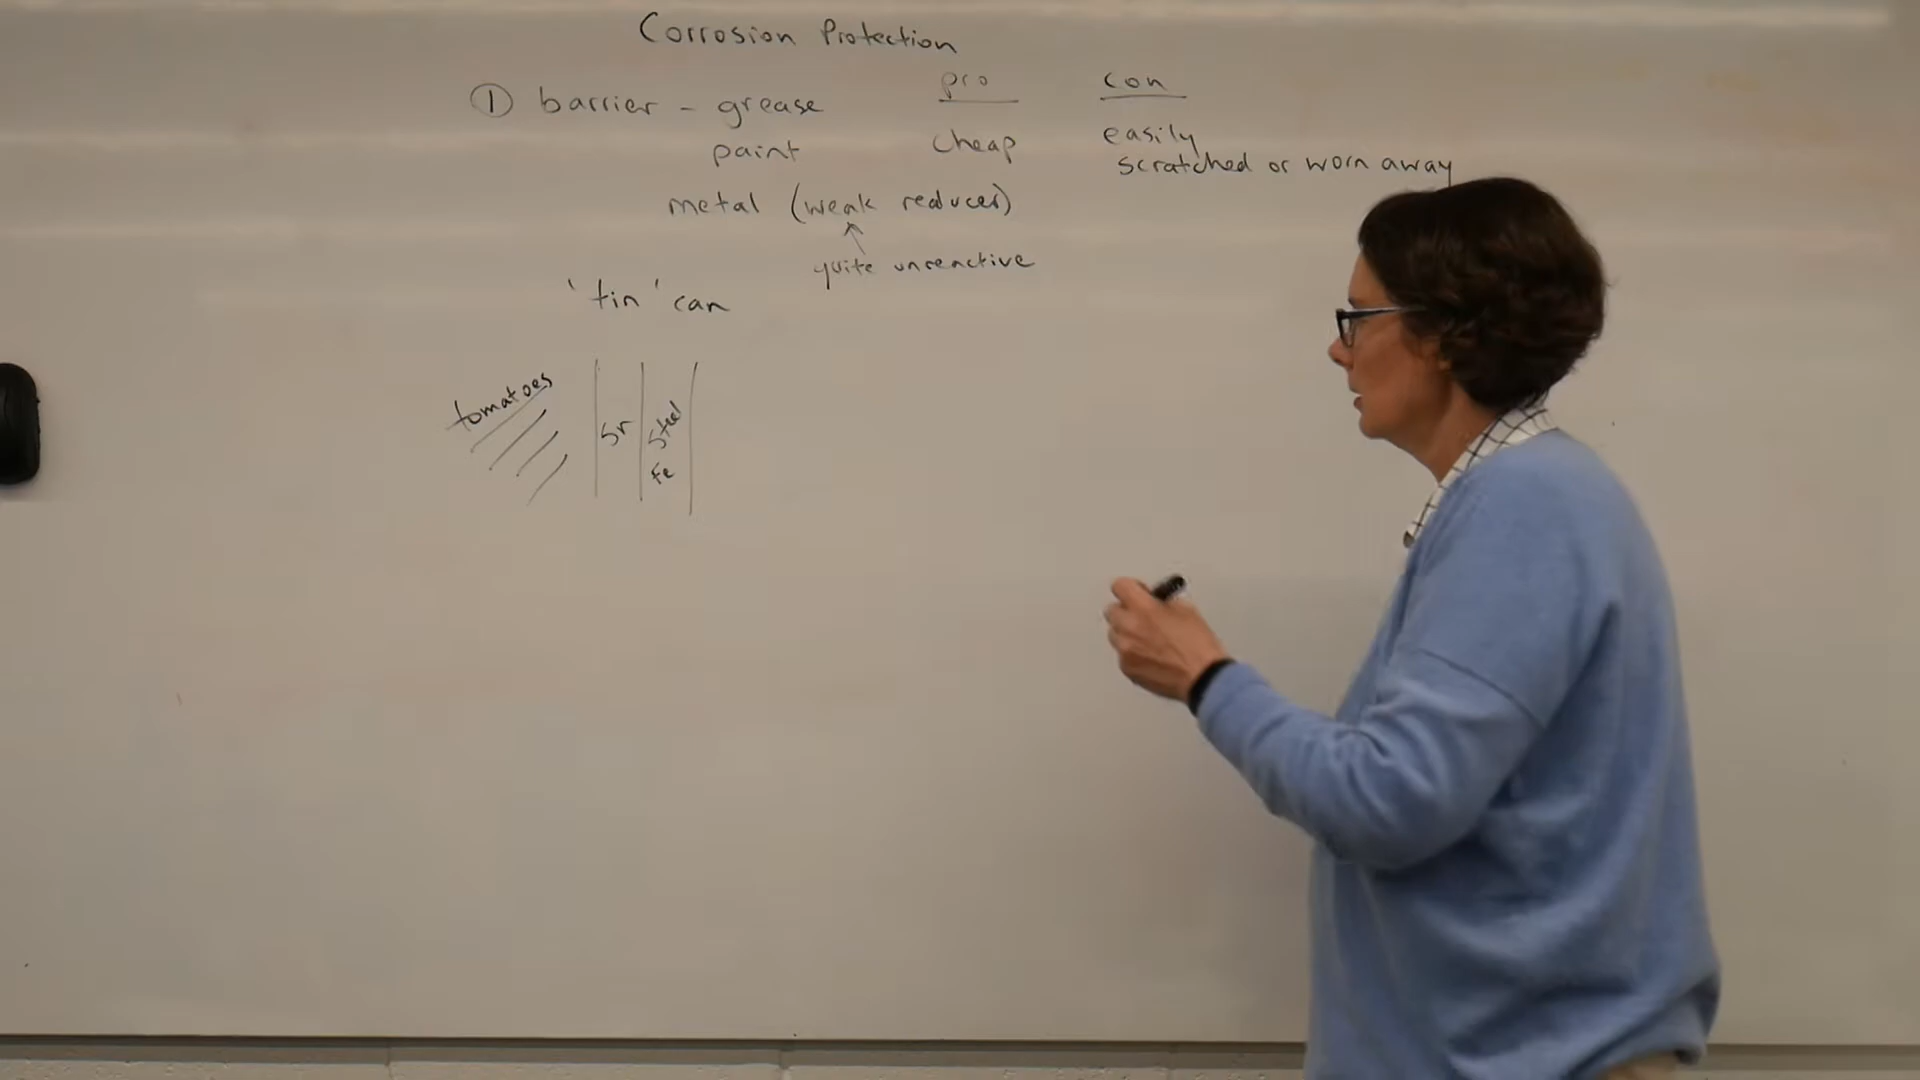 Corrosion Protection
pro con
① barrier - grease
paint cheap easily
scratched or worn away
metal (weak reducer)
quite unreactive
'tin' can
tomatoes
Sn
Steel
Fe